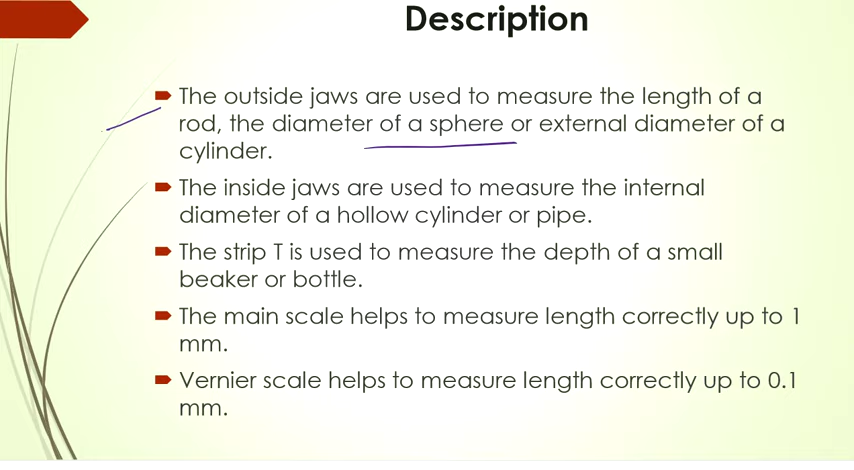 Description
The outside jaws are used to measure the length of a
rod, the diameter of a sphere or external diameter of a
cylinder.
The inside jaws are used to measure the internal
diameter of a hollow cylinder or pipe.
The strip T is used to measure the depth of a small
beaker or bottle.
The main scale helps to measure length correctly up to 1
mm.
Vernier scale helps to measure length correctly up to 0.1
mm.